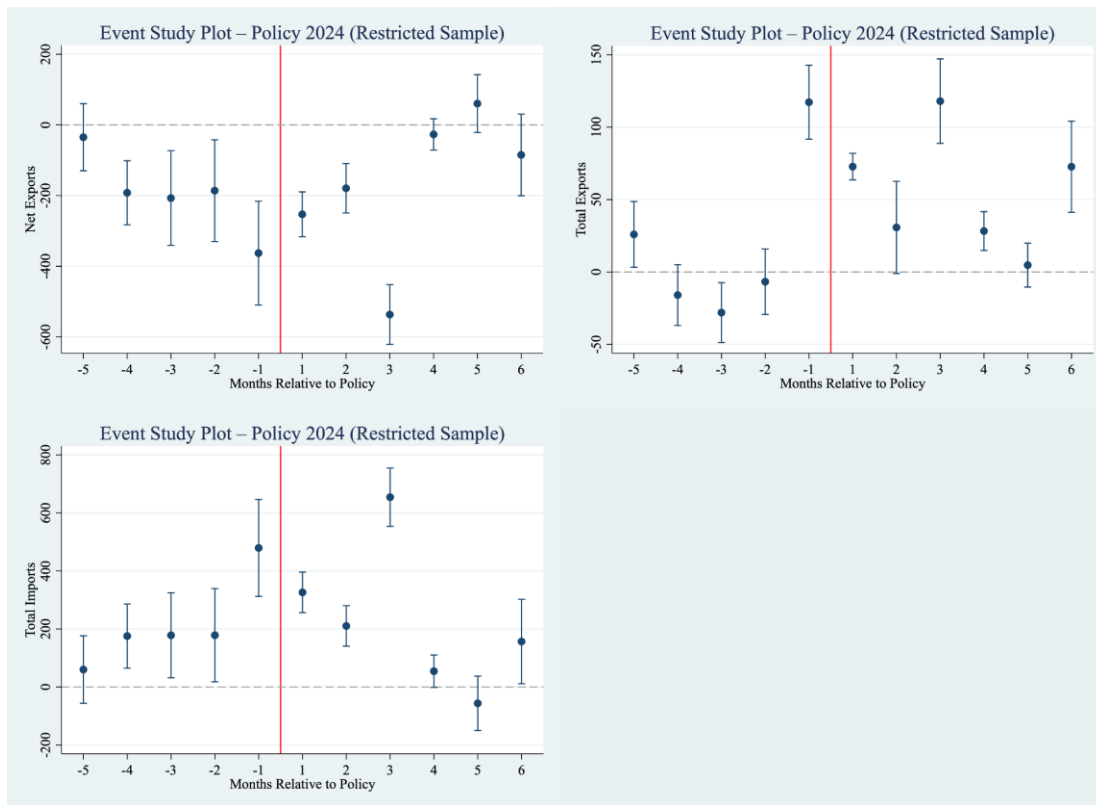 Event Study Plot – Policy 2024 (Restricted Sample)
Net Exports
200
0
-200
-400
-600
-5 -4 -3 -2 -1 1 2 3 4 5 6
Months Relative to Policy
Event Study Plot – Policy 2024 (Restricted Sample)
Total Exports
150
100
50
0
-50
-5 -4 -3 -2 -1 1 2 3 4 5 6
Months Relative to Policy
Event Study Plot – Policy 2024 (Restricted Sample)
Total Imports
800
600
400
200
0
-200
-5 -4 -3 -2 -1 1 2 3 4 5 6
Months Relative to Policy